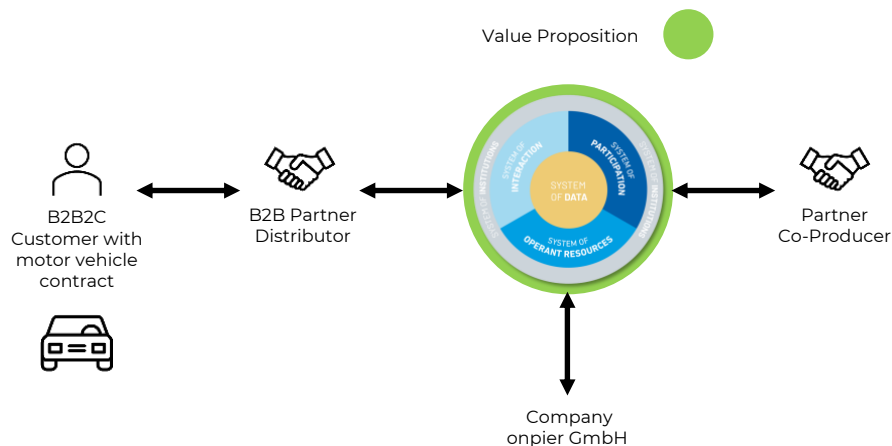 Value Proposition
SYSTEM OF INSTITUTIONS
SYSTEM OF
INTERACTION
SYSTEM OF
PARTICIPATION
SYSTEM OF INSTITUTIONS
SYSTEM
OF DATA
SYSTEM OF
OPERANT RESOURCES
B2B2C
Customer with
motor vehicle
contract
B2B Partner
Distributor
Partner
Co-Producer
Company
onpier GmbH